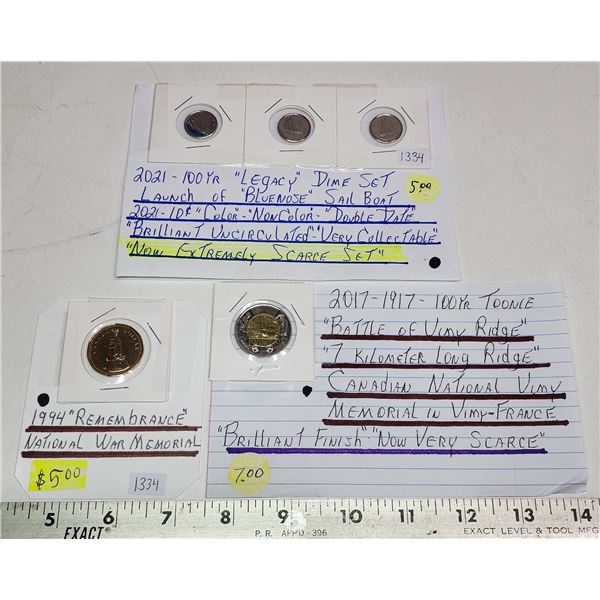 1334
2021 - 100 YR "LEGACY" DIME SET
5.00
LAUNCH OF "BLUENOSE" SAIL BOAT
2021 - 10¢ "COLOR" - "NONCOLOR" - "DOUBLE DATE"
"BRILLIANT UNCIRCULATED" "VERY COLLECTABLE"
"NOW EXTREMELY SCARCE SET"
2017 - 1917 - 100 YR TOONIE
"BATTLE OF VIMY RIDGE"
"7 KILOMETER LONG RIDGE"
CANADIAN NATIONAL VIMY
MEMORIAL IN VIMY - FRANCE
"BRILLIANT FINISH" "NOW VERY SCARCE"
7.00
1994 "REMEMBRANCE"
NATIONAL WAR MEMORIAL
$5.00
1334
5 6 7 8 9 10 11 12 13 14
EXACT P.R. APPD-396 EXACT LEVEL & TOOL MFG